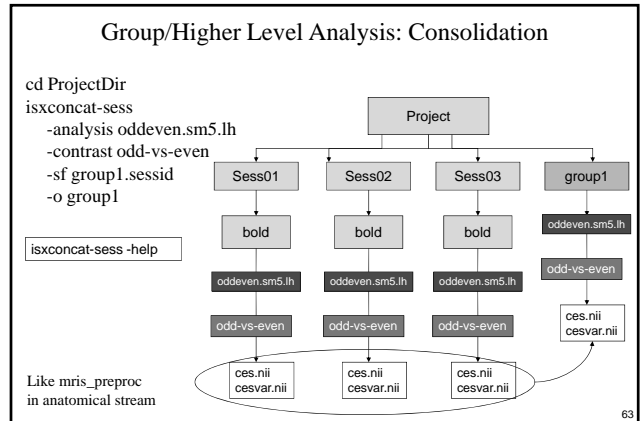 Group/Higher Level Analysis: Consolidation
cd ProjectDir
isxconcat-sess
-analysis oddeven.sm5.lh
-contrast odd-vs-even
-sf group1.sessid
-o group1
isxconcat-sess -help
Project
Sess01
Sess02
Sess03
group1
bold
bold
bold
oddeven.sm5.lh
oddeven.sm5.lh
oddeven.sm5.lh
oddeven.sm5.lh
odd-vs-even
odd-vs-even
odd-vs-even
odd-vs-even
ces.nii
cesvar.nii
ces.nii
cesvar.nii
ces.nii
cesvar.nii
ces.nii
cesvar.nii
Like mris_preproc
in anatomical stream
63